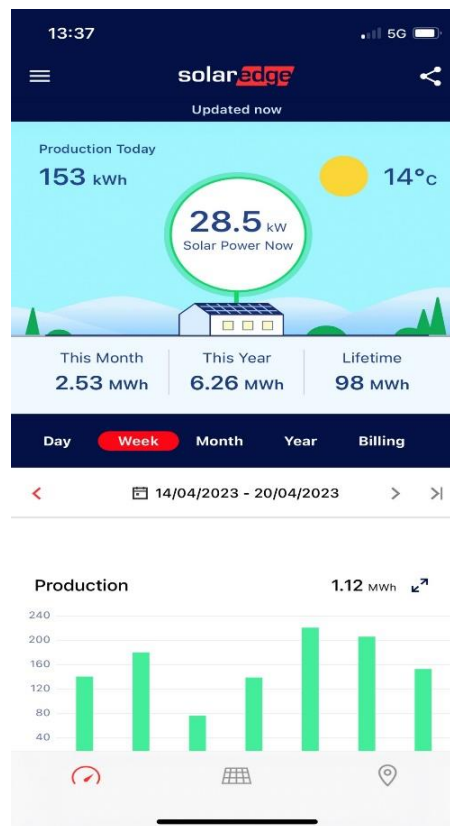 13:37
5G
solaredge
Updated now
Production Today
153 kWh
14°c
28.5 kW
Solar Power Now
This Month
This Year
Lifetime
2.53 MWh
6.26 MWh
98 MWh
Day
Week
Month
Year
Billing
14/04/2023 - 20/04/2023
Production
1.12 MWh
240
200
160
120
80
40